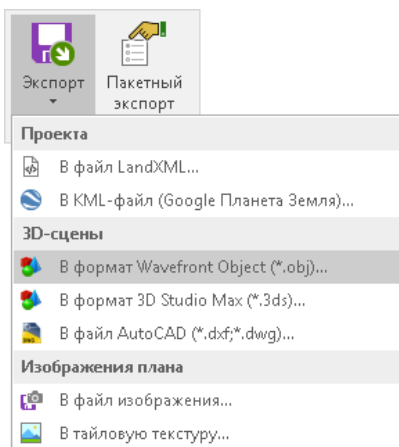 Экспорт
Пакетный
экспорт
Проекта
В файл LandXML...
В KML-файл (Google Планета Земля)...
3D-сцены
В формат Wavefront Object (*.obj)...
В формат 3D Studio Max (*.3ds)...
В файл AutoCAD (*.dxf;*.dwg)...
Изображения плана
В файл изображения...
В тайловую текстуру...